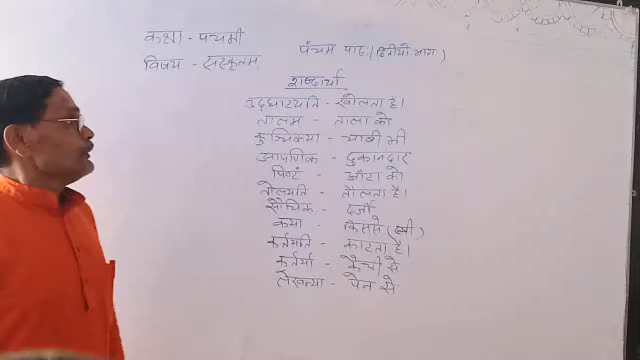 कक्षा - पञ्चमी
पंचम पाठः (द्वितीयो भाग)
विषय - संस्कृतम्
शब्दार्था
उद्घाटयति - खोलता है।
तालम - ताला को
कुञ्चिकया - चाबी सी
आपणिक - दुकानदार
पिष्टं - आँटा को
तोलयति - तौलता है।
सौचिक - दर्जी
कया - किससे (स्त्री)
कर्तयति - काटता है।
कर्तर्या - कैंची से
लेखन्या - पेन से